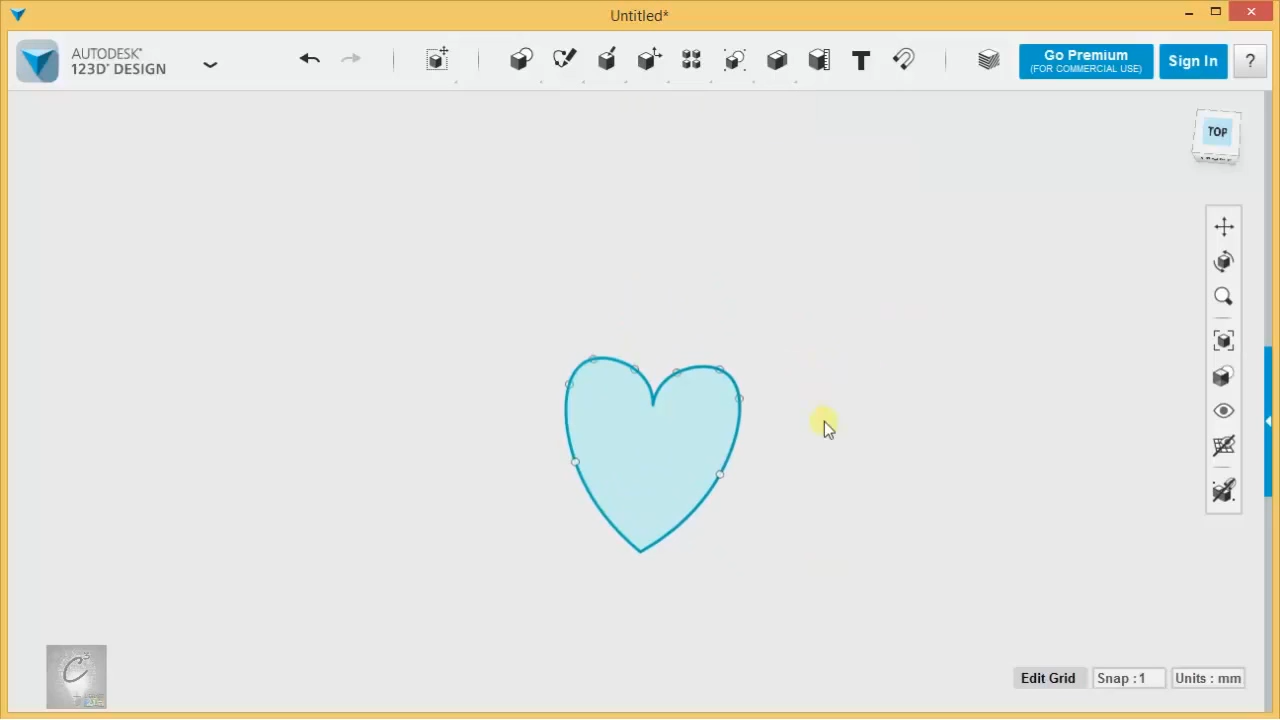 Untitled*
AUTODESK®
123D® DESIGN
Go Premium
(FOR COMMERCIAL USE)
Sign In
?
TOP
Edit Grid
Snap : 1
Units : mm